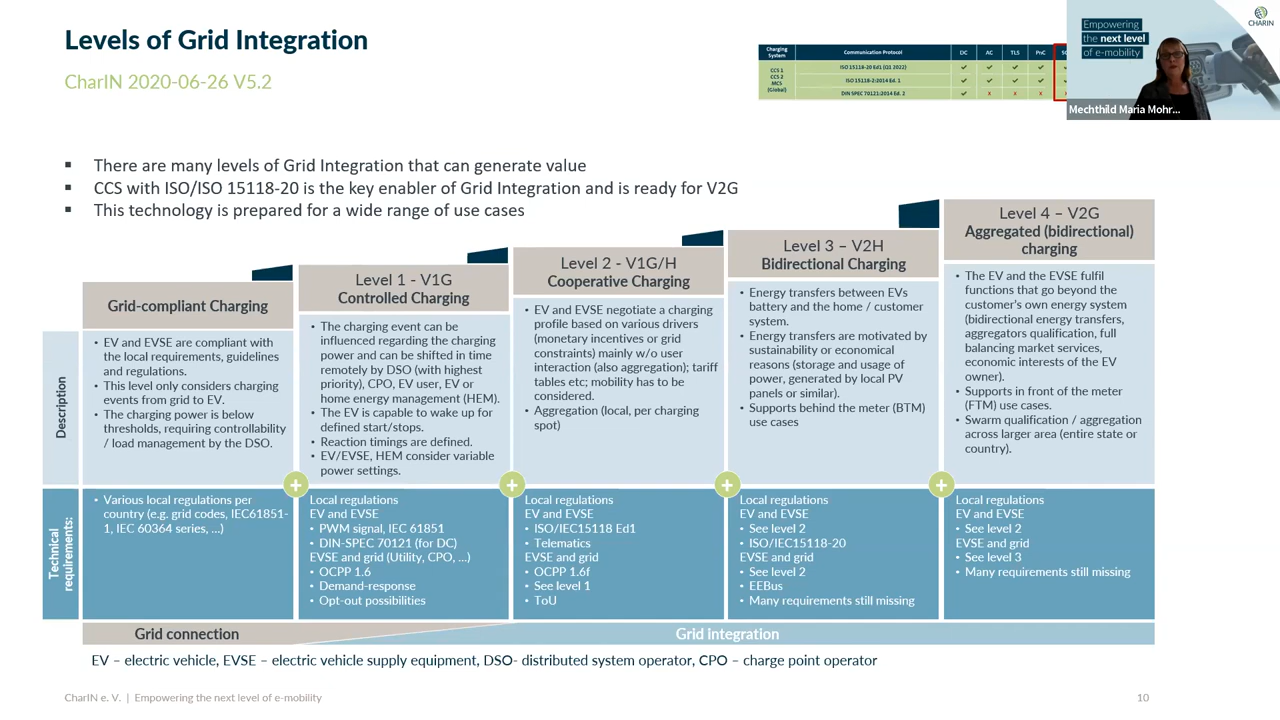 Levels of Grid Integration
CharIN 2020-06-26 V5.2
Charging System
Communication Protocol
DC
AC
TLS
PnC
CCS 1
CCS 2
MCS
(Global)
ISO 15118-20 Ed1 (Q1 2022)
ISO 15118-2:2014 Ed. 1
DIN SPEC 70121:2014 Ed. 2
Empowering
the next level
of e-mobility
CHARIN
Mechthild Maria Mohr...
▪ There are many levels of Grid Integration that can generate value
▪ CCS with ISO/ISO 15118-20 is the key enabler of Grid Integration and is ready for V2G
▪ This technology is prepared for a wide range of use cases
Description
Technical
requirements:
Grid-compliant Charging
• EV and EVSE are compliant with
the local requirements, guidelines
and regulations.
• This level only considers charging
events from grid to EV.
• The charging power is below
thresholds, requiring controllability
/ load management by the DSO.
• Various local regulations per
country (e.g. grid codes, IEC61851-
1, IEC 60364 series, ...)
Level 1 - V1G
Controlled Charging
• The charging event can be
influenced regarding the charging
power and can be shifted in time
remotely by DSO (with highest
priority), CPO, EV user, EV or
home energy management (HEM).
• The EV is capable to wake up for
defined start/stops.
• Reaction timings are defined.
• EV/EVSE, HEM consider variable
power settings.
Local regulations
EV and EVSE
• PWM signal, IEC 61851
• DIN-SPEC 70121 (for DC)
EVSE and grid (Utility, CPO, ...)
• OCPP 1.6
• Demand-response
• Opt-out possibilities
Level 2 - V1G/H
Cooperative Charging
• EV and EVSE negotiate a charging
profile based on various drivers
(monetary incentives or grid
constraints) mainly w/o user
interaction (also aggregation); tariff
tables etc; mobility has to be
considered.
• Aggregation (local, per charging
spot)
Local regulations
EV and EVSE
• ISO/IEC15118 Ed1
• Telematics
EVSE and grid
• OCPP 1.6f
• See level 1
• ToU
Level 3 – V2H
Bidirectional Charging
• Energy transfers between EVs
battery and the home / customer
system.
• Energy transfers are motivated by
sustainability or economical
reasons (storage and usage of
power, generated by local PV
panels or similar).
• Supports behind the meter (BTM)
use cases
Local regulations
EV and EVSE
• See level 2
• ISO/IEC15118-20
EVSE and grid
• See level 2
• EEBus
• Many requirements still missing
Level 4 – V2G
Aggregated (bidirectional)
charging
• The EV and the EVSE fulfil
functions that go beyond the
customer's own energy system
(bidirectional energy transfers,
aggregators qualification, full
balancing market services,
economic interests of the EV
owner).
• Supports in front of the meter
(FTM) use cases.
• Swarm qualification / aggregation
across larger area (entire state or
country).
Local regulations
EV and EVSE
• See level 2
EVSE and grid
• See level 3
• Many requirements still missing
Grid connection
Grid integration
EV – electric vehicle, EVSE – electric vehicle supply equipment, DSO- distributed system operator, CPO – charge point operator
CharIN e. V. | Empowering the next level of e-mobility
10